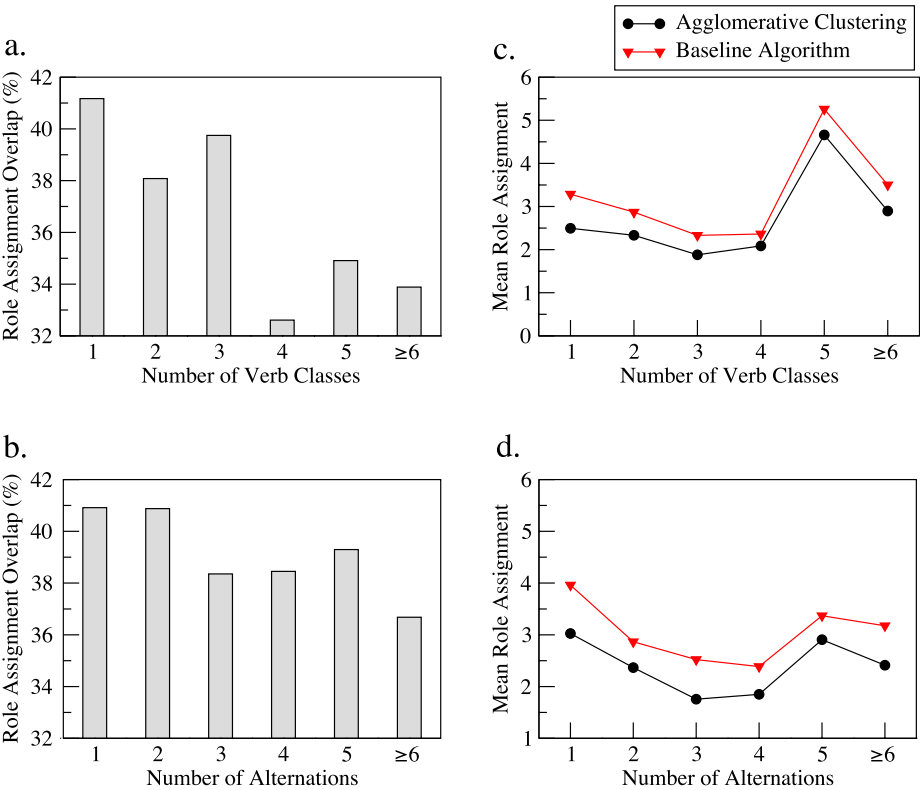 Agglomerative Clustering
Baseline Algorithm
a.
Role Assignment Overlap (%)
42
40
38
36
34
32
1 2 3 4 5 ≥6
Number of Verb Classes
c.
Mean Role Assignment
6
5
4
3
2
1
0
1 2 3 4 5 ≥6
Number of Verb Classes
b.
Role Assignment Overlap (%)
42
40
38
36
34
32
1 2 3 4 5 ≥6
Number of Alternations
d.
Mean Role Assignment
6
5
4
3
2
1
1 2 3 4 5 ≥6
Number of Alternations